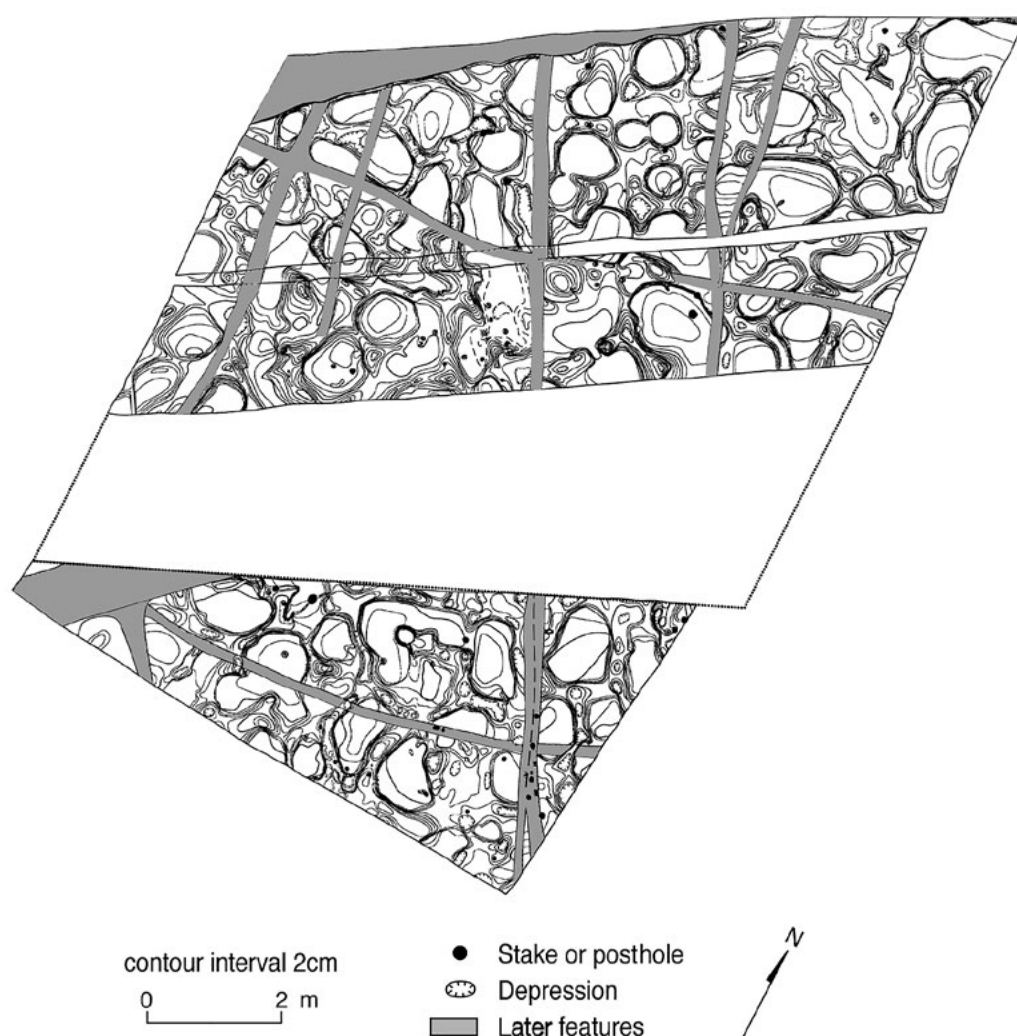 N
contour interval 2cm
0 2 m
Stake or posthole
Depression
Later features